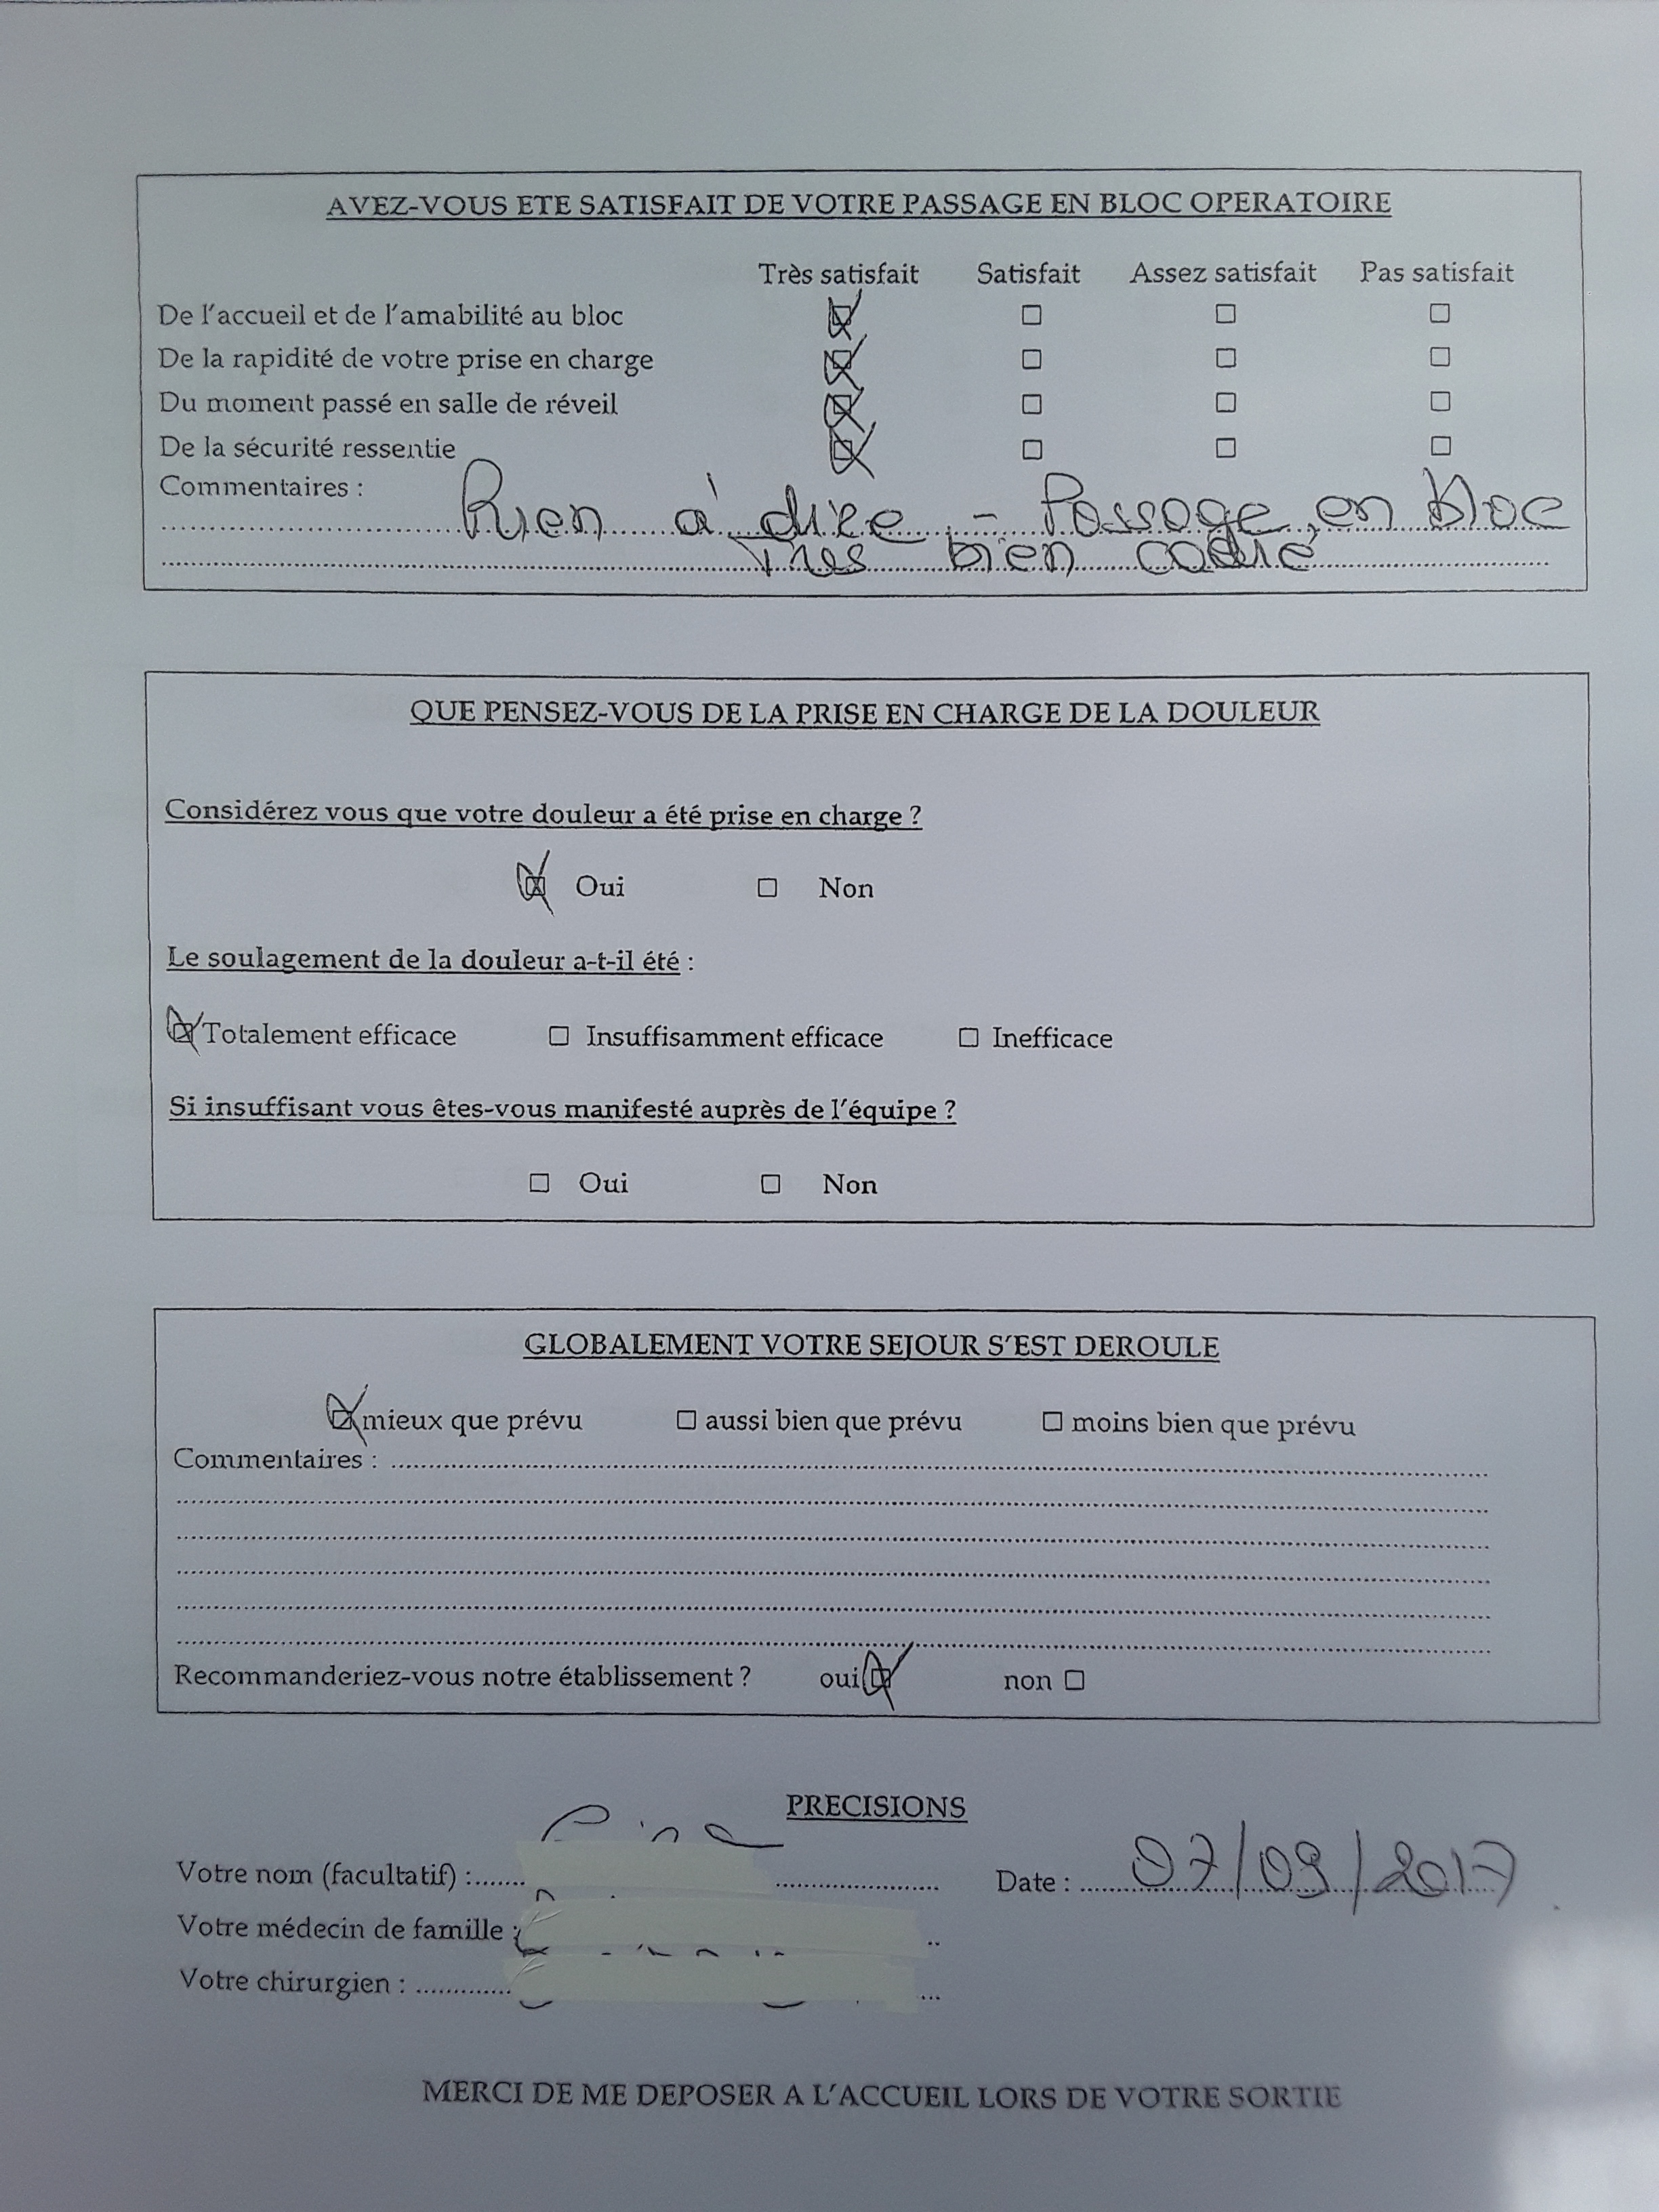 AVEZ-VOUS ETE SATISFAIT DE VOTRE PASSAGE EN BLOC OPERATOIRE
Très satisfait Satisfait Assez satisfait Pas satisfait
De l'accueil et de l'amabilité au bloc
De la rapidité de votre prise en charge
Du moment passé en salle de réveil
De la sécurité ressentie
Commentaires :
Rien à dire - Passage en bloc
Très bien cadré
QUE PENSEZ-VOUS DE LA PRISE EN CHARGE DE LA DOULEUR
Considérez vous que votre douleur a été prise en charge ?
Oui Non
Le soulagement de la douleur a-t-il été :
Totalement efficace Insuffisamment efficace Inefficace
Si insuffisant vous êtes-vous manifesté auprès de l'équipe ?
Oui Non
GLOBALEMENT VOTRE SEJOUR S'EST DEROULE
mieux que prévu aussi bien que prévu moins bien que prévu
Commentaires :
Recommanderiez-vous notre établissement ? oui non
PRECISIONS
Votre nom (facultatif) : Date : 07/09/2017
Votre médecin de famille :
Votre chirurgien :
MERCI DE ME DEPOSER A L'ACCUEIL LORS DE VOTRE SORTIE